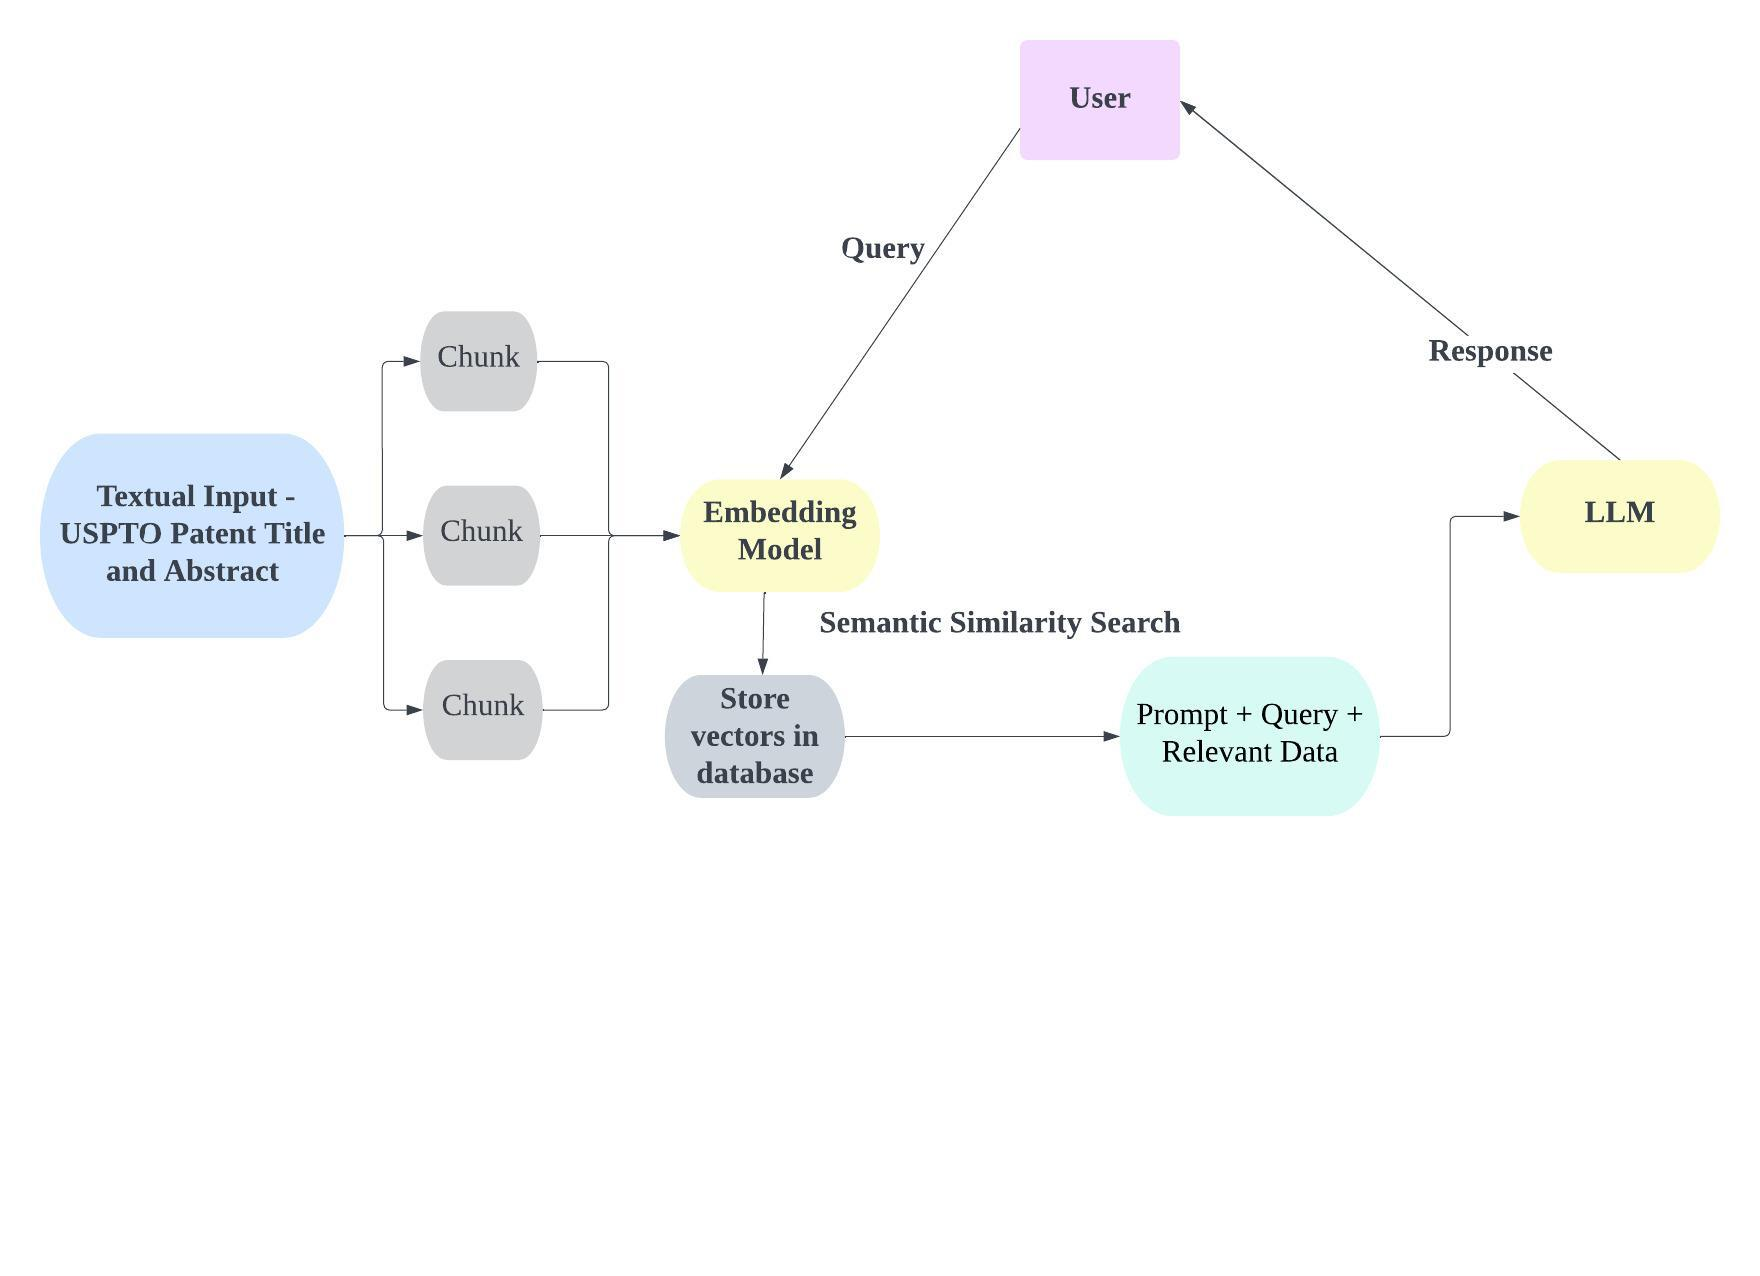 User
Query
Response
Chunk
Textual Input -
USPTO Patent Title
and Abstract
Chunk
Chunk
Embedding
Model
Semantic Similarity Search
Store
vectors in
database
Prompt + Query +
Relevant Data
LLM